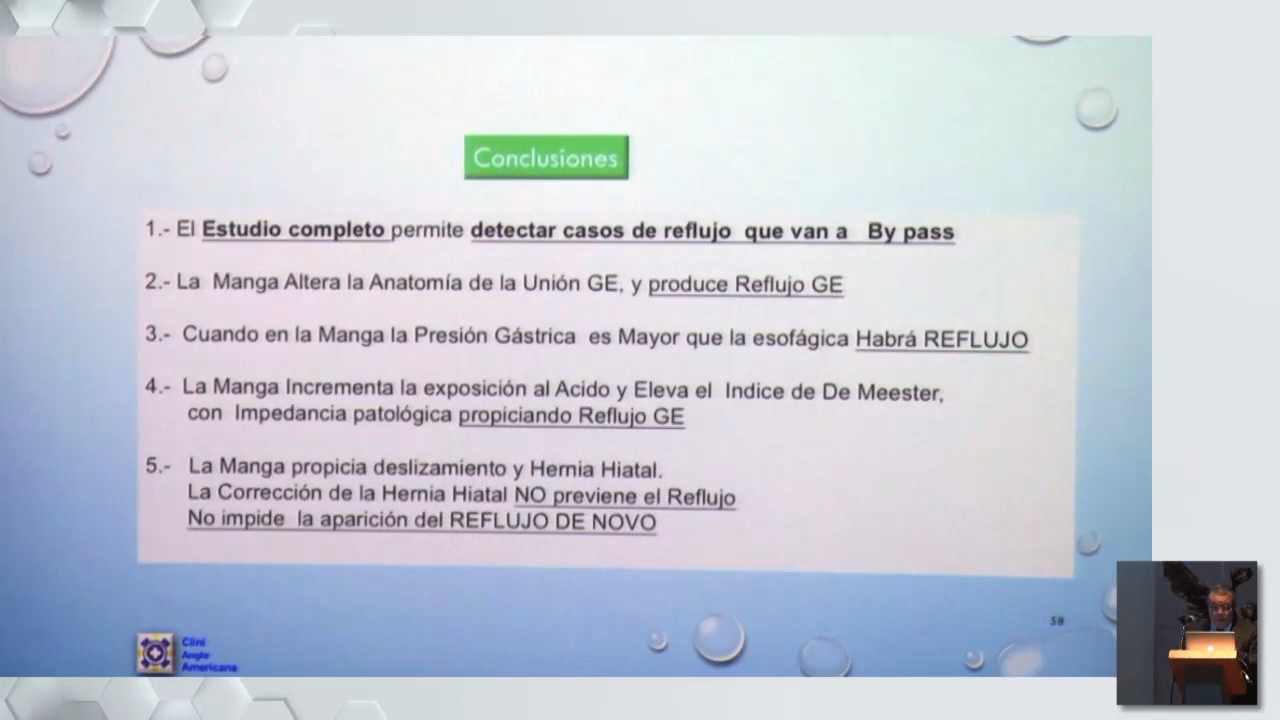 Conclusiones
1.- El Estudio completo permite detectar casos de reflujo que van a By pass
2.- La Manga Altera la Anatomía de la Unión GE, y produce Reflujo GE
3.- Cuando en la Manga la Presión Gástrica es Mayor que la esofágica Habrá REFLUJO
4.- La Manga Incrementa la exposición al Acido y Eleva el Indice de De Meester,
con Impedancia patológica propiciando Reflujo GE
5.- La Manga propicia deslizamiento y Hernia Hiatal.
La Corrección de la Hernia Hiatal NO previene el Reflujo
No impide la aparición del REFLUJO DE NOVO
58
Clini
Anglo
Americana